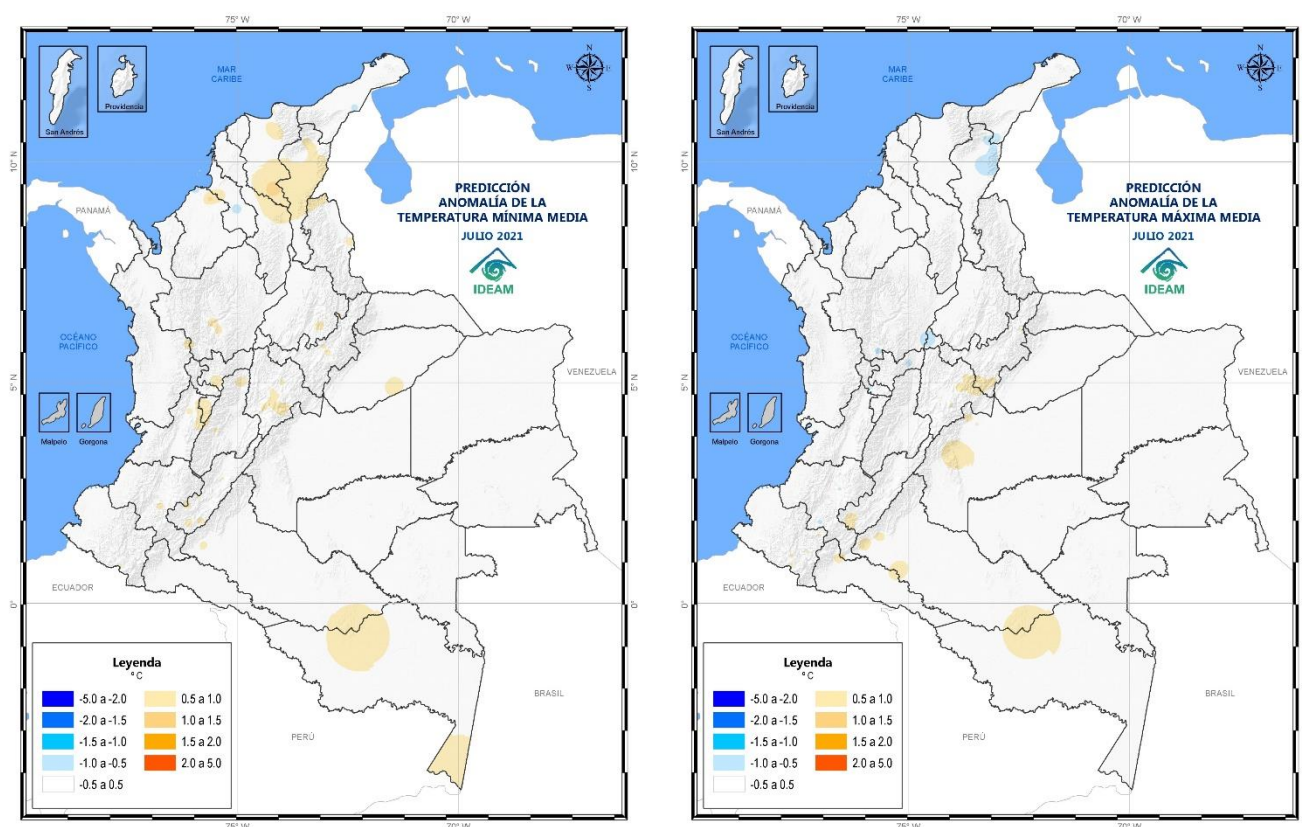 75° W
70° W
N
W
E
S
MAR
CARIBE
San Andrés
Providencia
10° N
PREDICCIÓN
ANOMALÍA DE LA
TEMPERATURA MÍNIMA MEDIA
JULIO 2021
IDEAM
PANAMÁ
OCÉANO
PACÍFICO
VENEZUELA
5° N
Malpelo
Gorgona
ECUADOR
0°
Leyenda
° C
-5.0 a -2.0
0.5 a 1.0
-2.0 a -1.5
1.0 a 1.5
-1.5 a -1.0
1.5 a 2.0
-1.0 a -0.5
2.0 a 5.0
-0.5 a 0.5
BRASIL
PERÚ
75° W
70° W
75° W
70° W
N
W
E
S
MAR
CARIBE
San Andrés
Providencia
10° N
PREDICCIÓN
ANOMALÍA DE LA
TEMPERATURA MÁXIMA MEDIA
JULIO 2021
IDEAM
PANAMÁ
OCÉANO
PACÍFICO
VENEZUELA
5° N
Malpelo
Gorgona
ECUADOR
0°
Leyenda
° C
-5.0 a -2.0
0.5 a 1.0
-2.0 a -1.5
1.0 a 1.5
-1.5 a -1.0
1.5 a 2.0
-1.0 a -0.5
2.0 a 5.0
-0.5 a 0.5
BRASIL
PERÚ
75° W
70° W